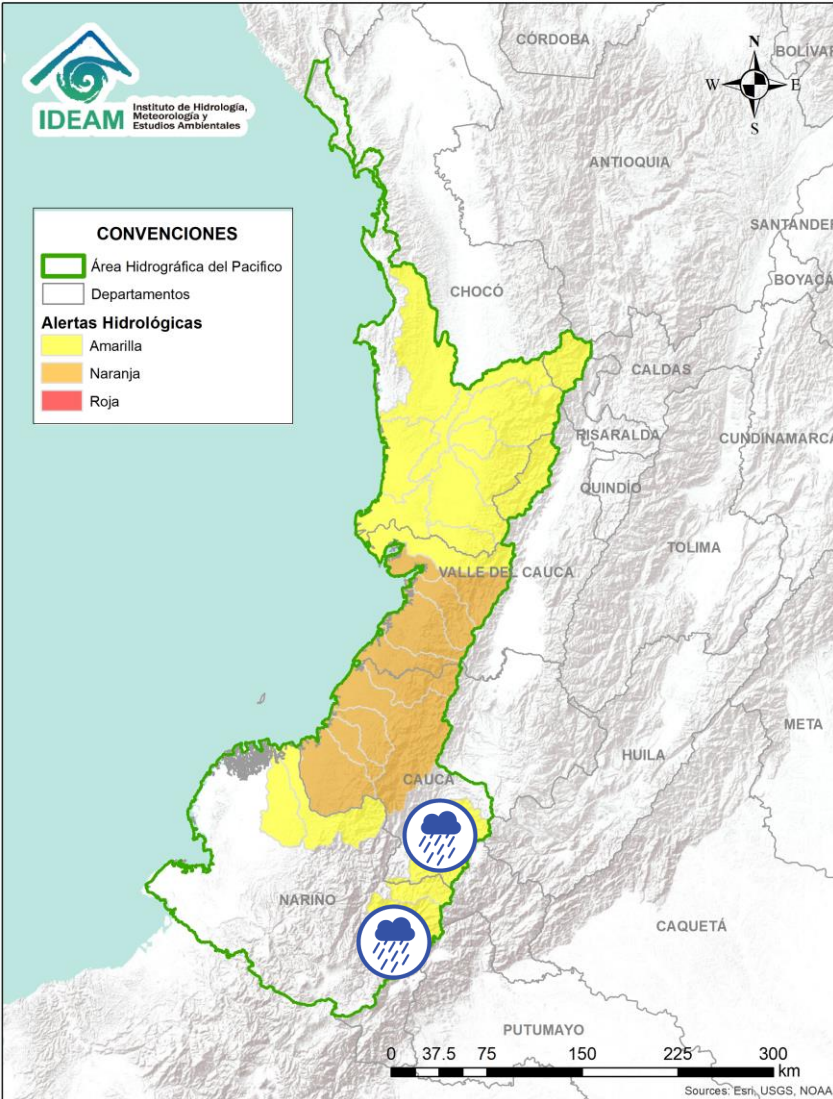 IDEAM
Instituto de Hidrología,
Meteorología y
Estudios Ambientales
CÓRDOBA
BOLÍVAR
N
W
E
S
ANTIOQUIA
SANTANDER
BOYACÁ
CONVENCIONES
Área Hidrográfica del Pacifico
Departamentos
Alertas Hidrológicas
Amarilla
Naranja
Roja
CHOCÓ
CALDAS
RISARALDA
CUNDINAMARCA
QUINDÍO
TOLIMA
VALLE DEL CAUCA
META
HUILA
CAUCA
NARIÑO
CAQUETÁ
PUTUMAYO
0 37.5 75 150 225 300
km
Sources: Esri, USGS, NOAA